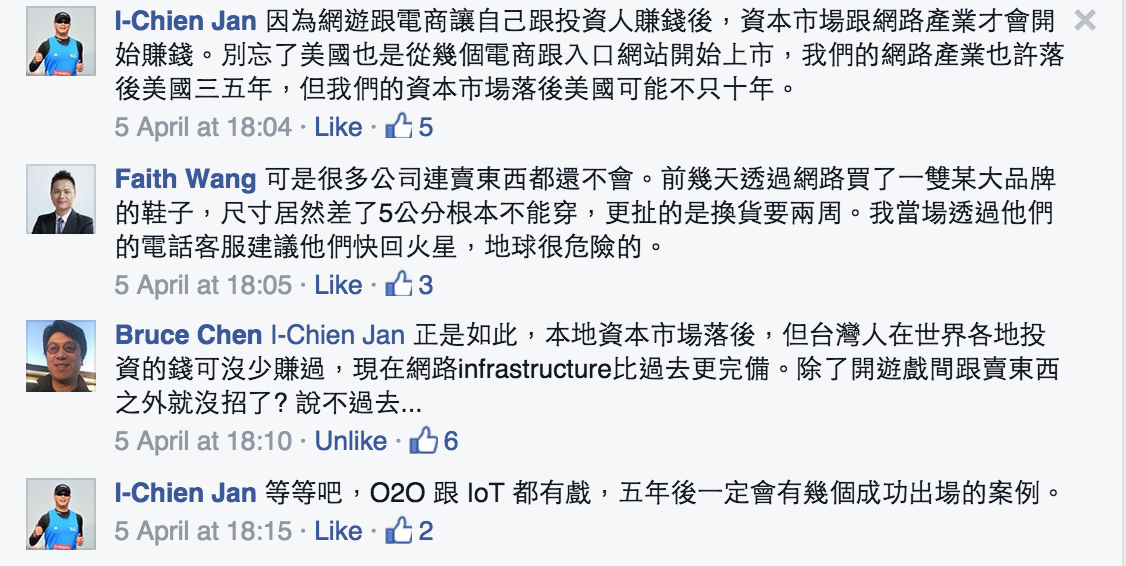 I-Chien Jan 因為網遊跟電商讓自己跟投資人賺錢後，資本市場跟網路產業才會開
始賺錢。別忘了美國也是從幾個電商跟入口網站開始上市，我們的網路產業也許落
後美國三五年，但我們的資本市場落後美國可能不只十年。
5 April at 18:04 · Like · 5
Faith Wang 可是很多公司連賣東西都還不會。前幾天透過網路買了一雙某大品牌
的鞋子，尺寸居然差了5公分根本不能穿，更扯的是換貨要兩周。我當場透過他們
的電話客服建議他們快回火星，地球很危險的。
5 April at 18:05 · Like · 3
Bruce Chen I-Chien Jan 正是如此，本地資本市場落後，但台灣人在世界各地投
資的錢可沒少賺過，現在網路infrastructure比過去更完備。除了開遊戲間跟賣東西
之外就沒招了? 說不過去...
5 April at 18:10 · Unlike · 6
I-Chien Jan 等等吧，O2O 跟 IoT 都有戲，五年後一定會有幾個成功出場的案例。
5 April at 18:15 · Like · 2